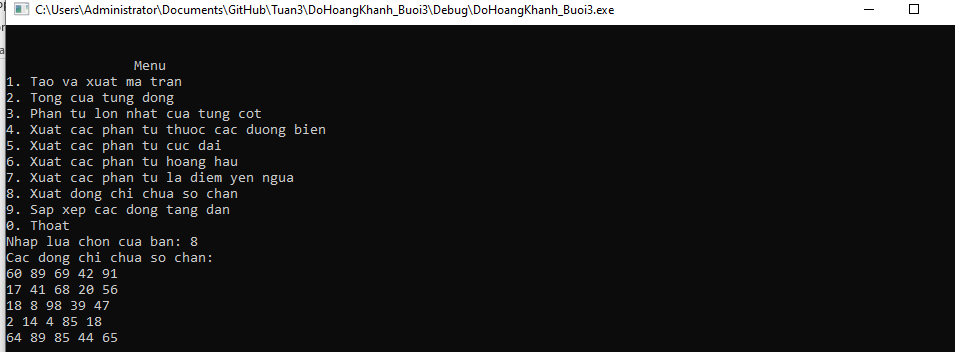 C:\Users\Administrator\Documents\GitHub\Tuan3\DoHoangKhanh_Buoi3\Debug\DoHoangKhanh_Buoi3.exe
Menu
1. Tao va xuat ma tran
2. Tong cua tung dong
3. Phan tu lon nhat cua tung cot
4. Xuat cac phan tu thuoc cac duong bien
5. Xuat cac phan tu cuc dai
6. Xuat cac phan tu hoang hau
7. Xuat cac phan tu la diem yen ngua
8. Xuat dong chi chua so chan
9. Sap xep cac dong tang dan
0. Thoat
Nhap lua chon cua ban: 8
Cac dong chi chua so chan:
60 89 69 42 91
17 41 68 20 56
18 8 98 39 47
2 14 4 85 18
64 89 85 44 65